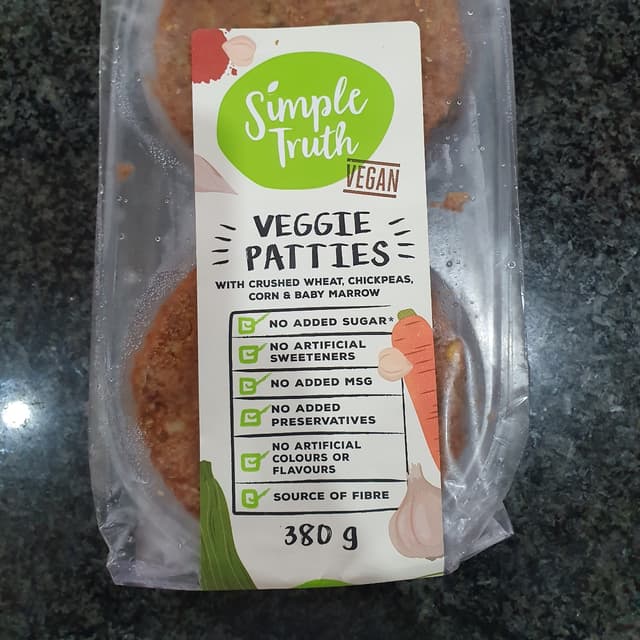 Simple
Truth
VEGAN
VEGGIE
PATTIES
WITH CRUSHED WHEAT, CHICKPEAS,
CORN & BABY MARROW
NO ADDED SUGAR*
NO ARTIFICIAL
SWEETENERS
NO ADDED MSG
NO ADDED
PRESERVATIVES
NO ARTIFICIAL
COLOURS OR
FLAVOURS
SOURCE OF FIBRE
380 g